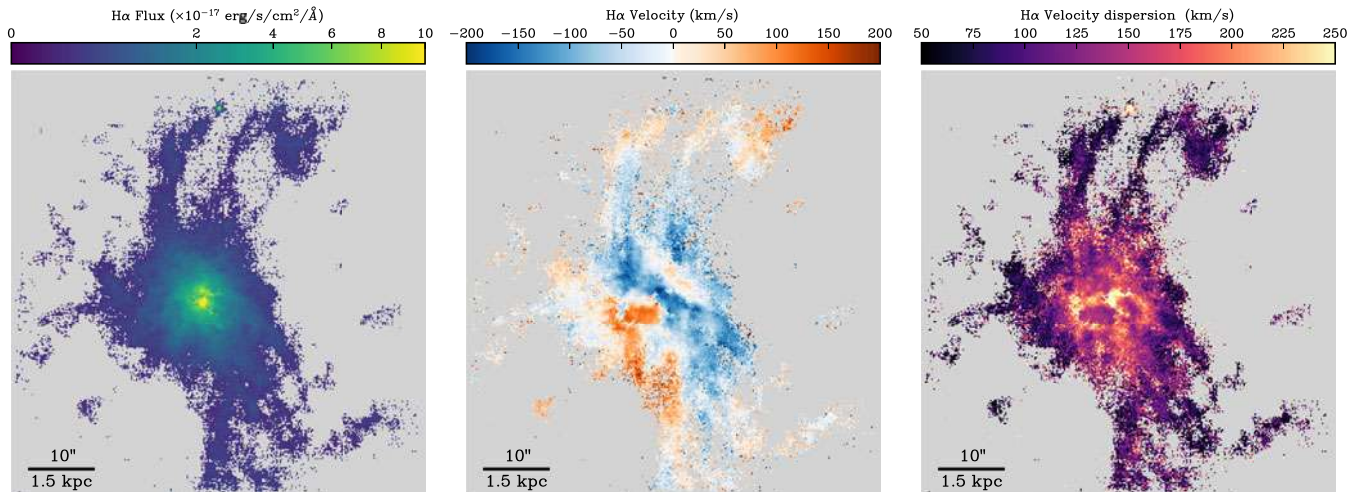 Hα Flux (×10⁻¹⁷ erg/s/cm²/Å)
0 2 4 6 8 10
10"
1.5 kpc
Hα Velocity (km/s)
−200 −150 −100 −50 0 50 100 150 200
10"
1.5 kpc
Hα Velocity dispersion (km/s)
50 75 100 125 150 175 200 225 250
10"
1.5 kpc